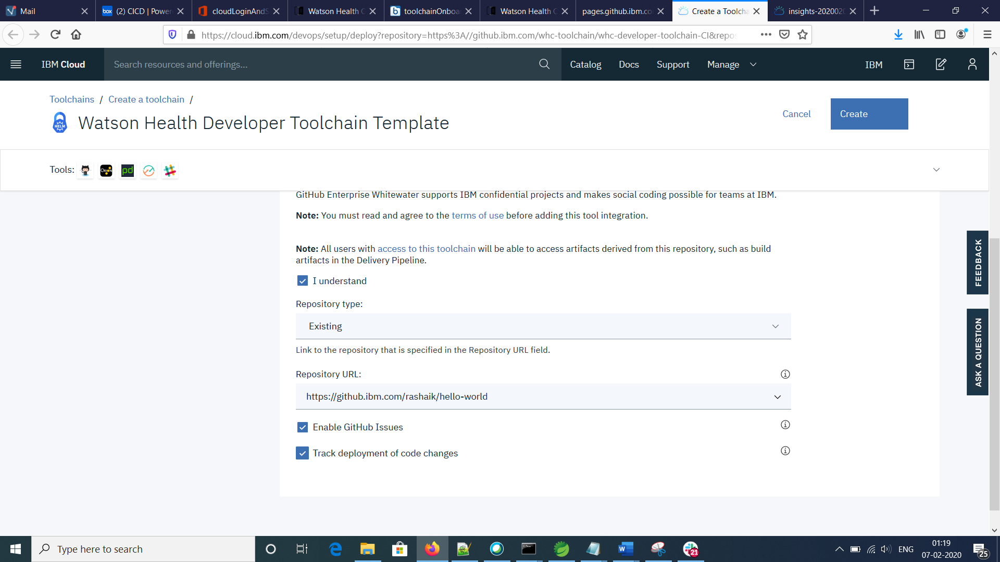 Mail
(2) CICD | Power
cloudLoginAndS
Watson Health C
toolchainOnboa
Watson Health C
pages.github.ibm.co
Create a Toolcha
insights-2020020
https://cloud.ibm.com/devops/setup/deploy?repository=https%3A//github.ibm.com/whc-toolchain/whc-developer-toolchain-CI&repos
IBM Cloud
Search resources and offerings...
Catalog
Docs
Support
Manage
IBM
Toolchains / Create a toolchain /
HELM
Watson Health Developer Toolchain Template
Cancel
Create
Tools:
ORION
pd
GitHub Enterprise Whitewater supports IBM confidential projects and makes social coding possible for teams at IBM.
Note: You must read and agree to the terms of use before adding this tool integration.
Note: All users with access to this toolchain will be able to access artifacts derived from this repository, such as build
artifacts in the Delivery Pipeline.
I understand
Repository type:
Existing
Link to the repository that is specified in the Repository URL field.
Repository URL:
https://github.ibm.com/rashaik/hello-world
Enable GitHub Issues
Track deployment of code changes
FEEDBACK
ASK A QUESTION
Type here to search
21
ENG
01:19
07-02-2020
25